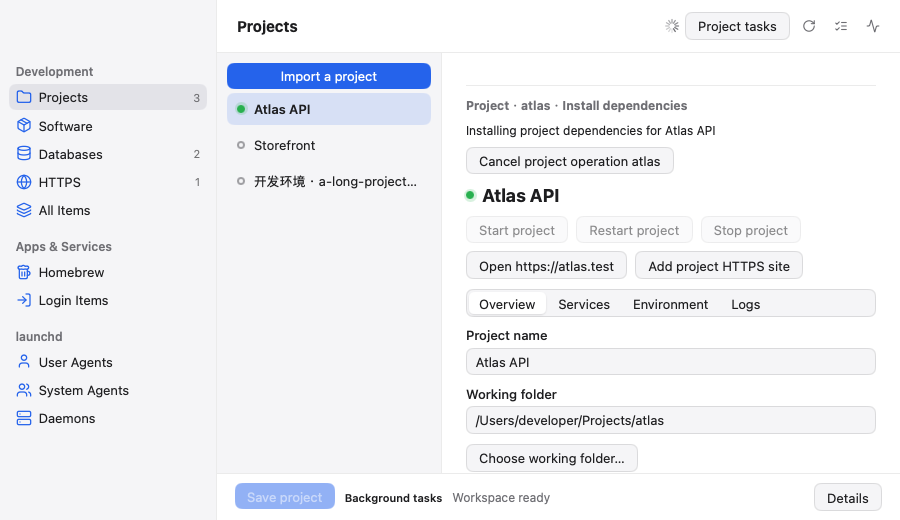 Projects
Project tasks
Development
Projects 3
Software
Databases 2
HTTPS 1
All Items
Apps & Services
Homebrew
Login Items
launchd
User Agents
System Agents
Daemons
Import a project
Atlas API
Storefront
开发环境 · a-long-project...
Project · atlas · Install dependencies
Installing project dependencies for Atlas API
Cancel project operation atlas
Atlas API
Start project Restart project Stop project
Open https://atlas.test Add project HTTPS site
Overview Services Environment Logs
Project name
Atlas API
Working folder
/Users/developer/Projects/atlas
Choose working folder...
Save project Background tasks Workspace ready Details